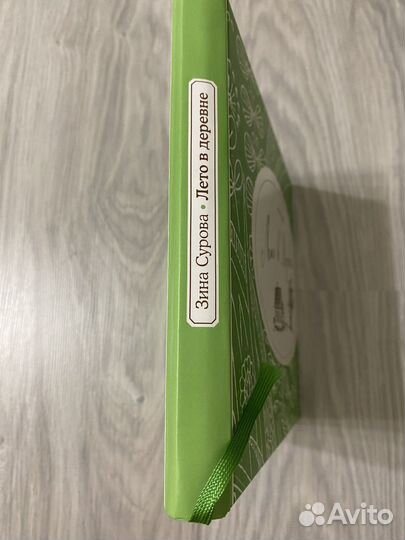 Зина Сурова • Лето в деревне
Avito